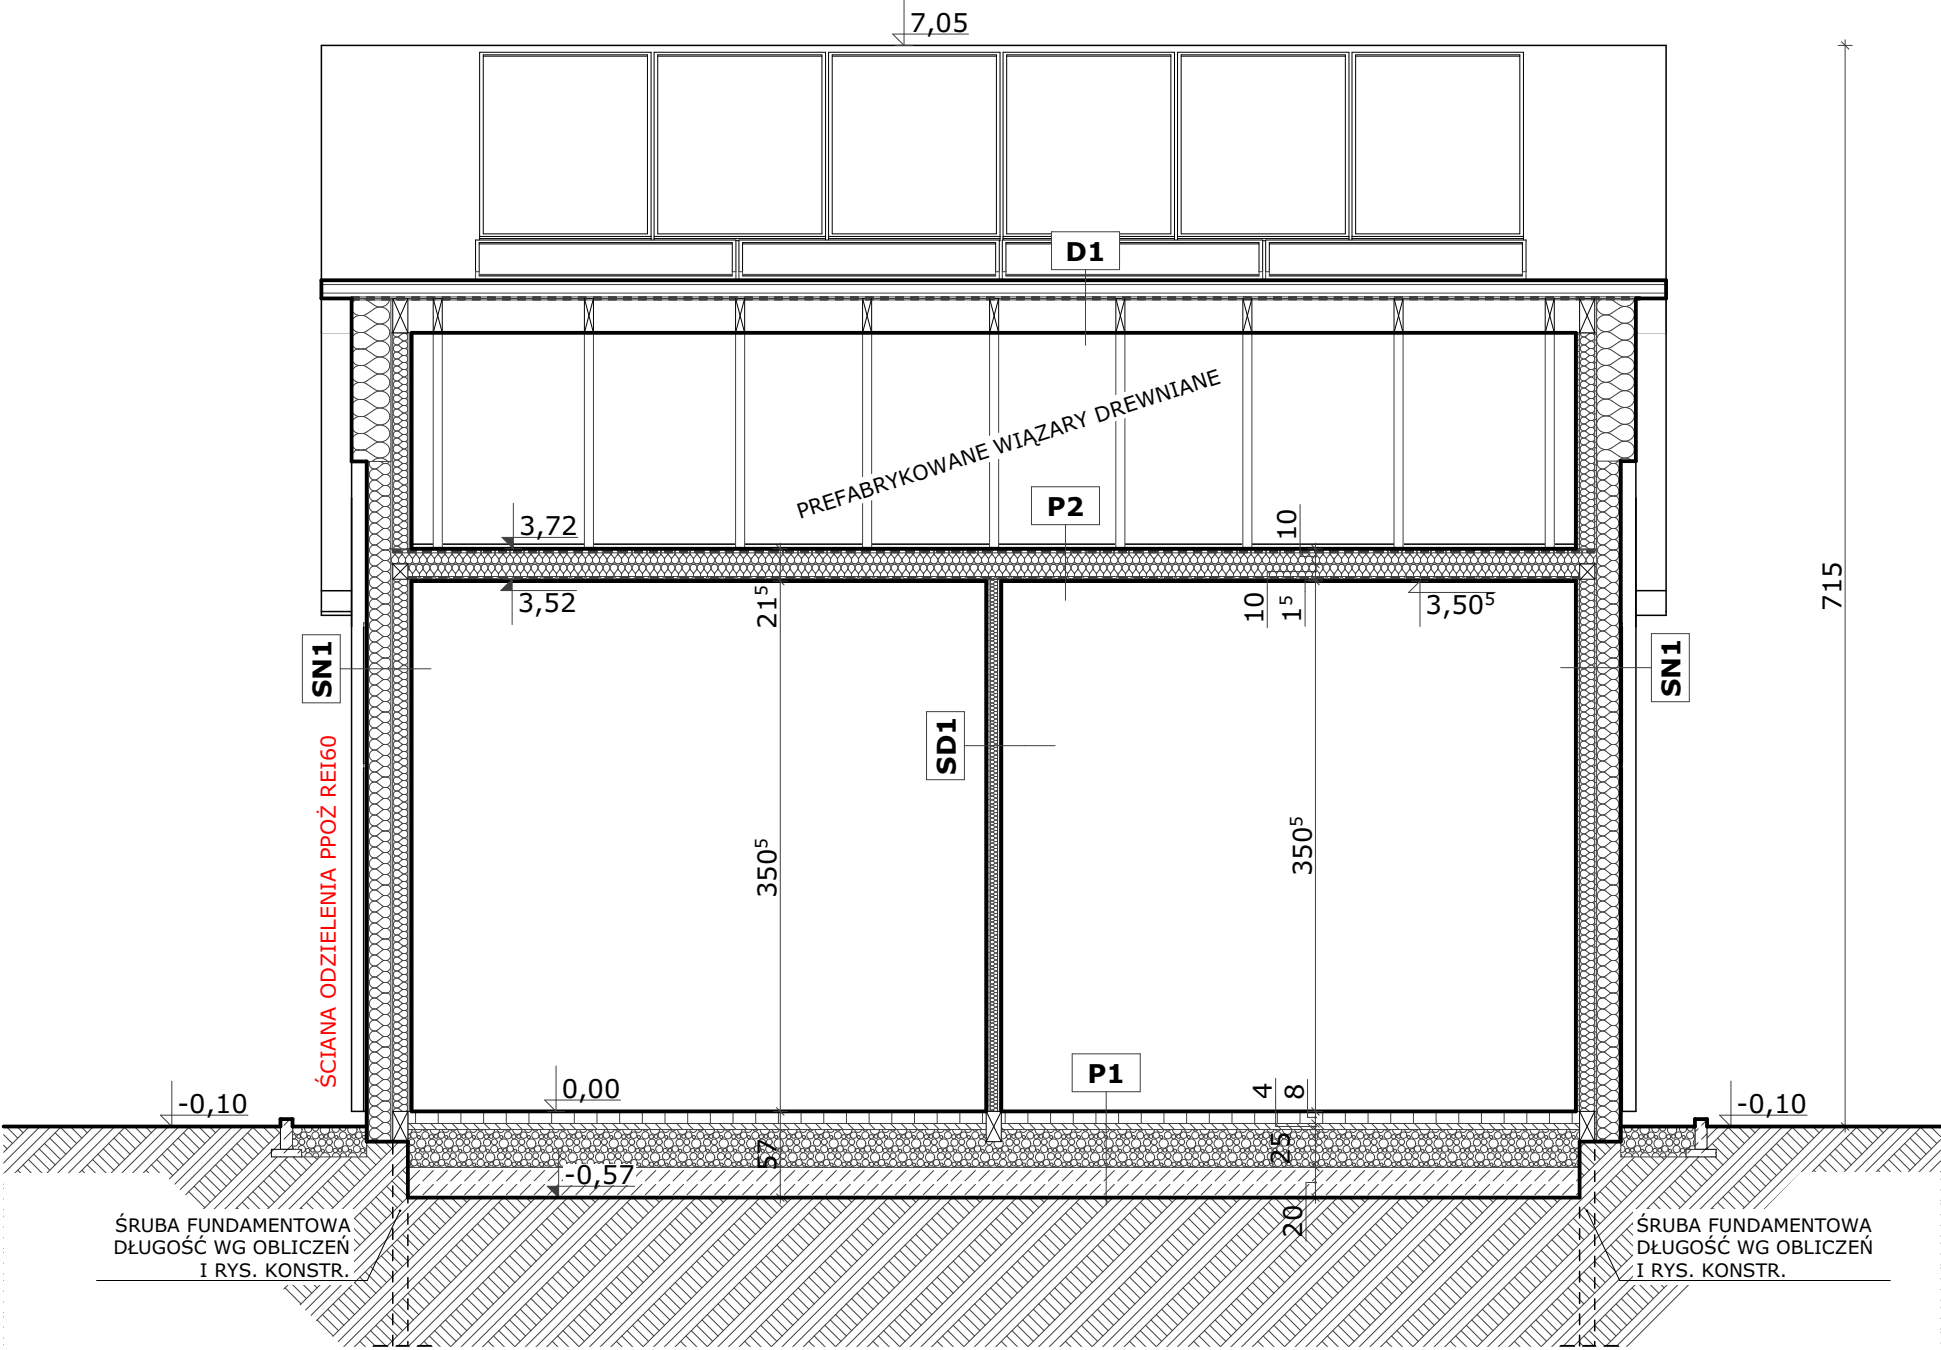 7,05
D1
PREFABRYKOWANE WIĄZARY DREWNIANE
P2
3,72
10
3,52
21⁵
10
1⁵
3,50⁵
715
SN1
SN1
SD1
ŚCIANA ODZIELENIA PPOŻ REI60
350⁵
350⁵
P1
0,00
4
8
-0,10
-0,10
57
25
-0,57
20
ŚRUBA FUNDAMENTOWA
DŁUGOŚĆ WG OBLICZEŃ
I RYS. KONSTR.
ŚRUBA FUNDAMENTOWA
DŁUGOŚĆ WG OBLICZEŃ
I RYS. KONSTR.